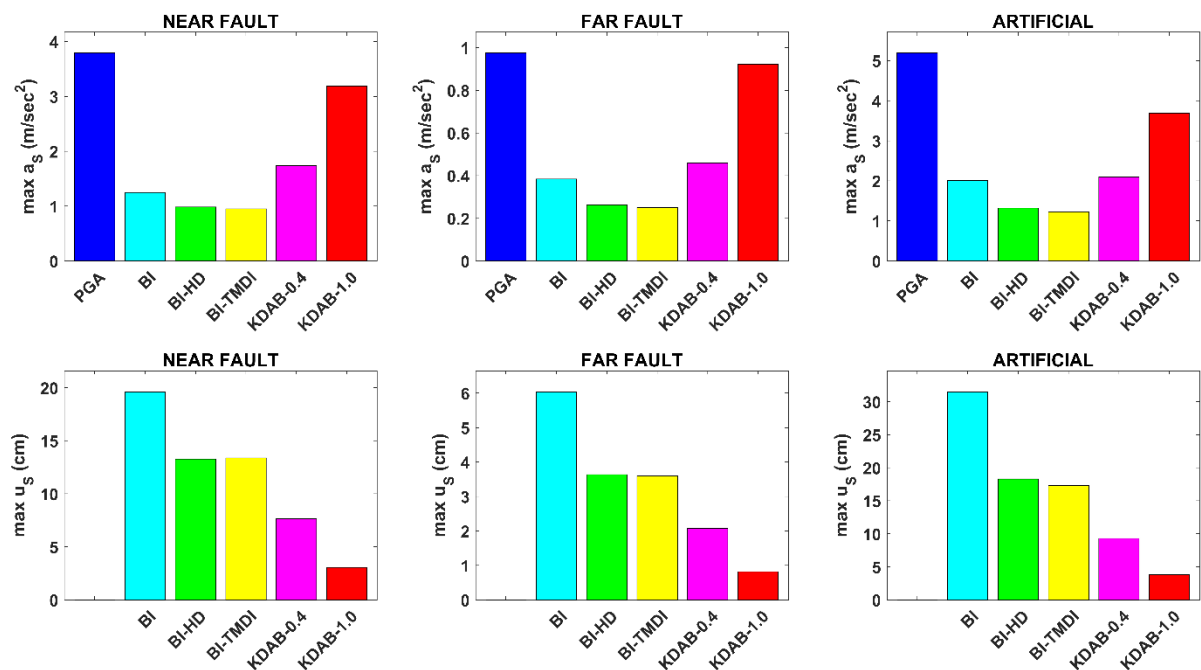 NEAR FAULT
max a_S (m/sec²)
4
3
2
1
0
PGA
BI
BI-HD
BI-TMDI
KDAB-0.4
KDAB-1.0
FAR FAULT
max a_S (m/sec²)
1
0.8
0.6
0.4
0.2
0
PGA
BI
BI-HD
BI-TMDI
KDAB-0.4
KDAB-1.0
ARTIFICIAL
max a_S (m/sec²)
5
4
3
2
1
0
PGA
BI
BI-HD
BI-TMDI
KDAB-0.4
KDAB-1.0
NEAR FAULT
max u_S (cm)
20
15
10
5
0
BI
BI-HD
BI-TMDI
KDAB-0.4
KDAB-1.0
FAR FAULT
max u_S (cm)
6
5
4
3
2
1
0
BI
BI-HD
BI-TMDI
KDAB-0.4
KDAB-1.0
ARTIFICIAL
max u_S (cm)
30
25
20
15
10
5
0
BI
BI-HD
BI-TMDI
KDAB-0.4
KDAB-1.0